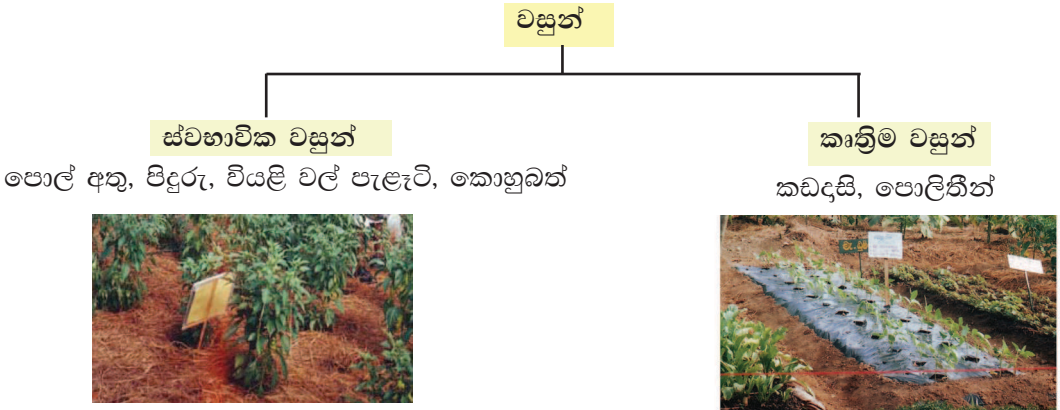 වසුන්
ස්වභාවික වසුන්
පොල් අතු, පිදුරු, වියළි වල් පැළෑටි, කොහුබත්
කෘත්‍රිම වසුන්
කඩදාසි, පොලිතීන්